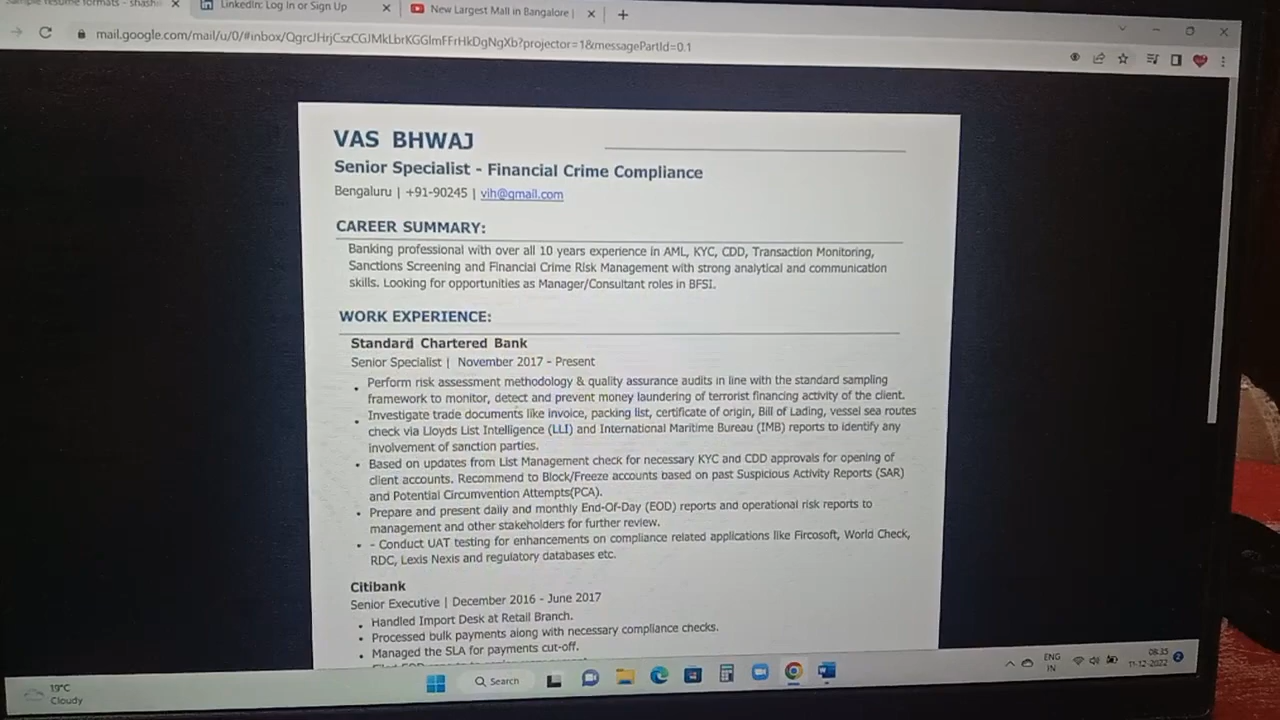 sample resume formats - shash
LinkedIn: Log In or Sign Up
New Largest Mall in Bangalore |
mail.google.com/mail/u/0/#inbox/QgrcJHrjCszCGJMkLbrKGGlmFFrHkDgNgXb?projector=1&messagePartId=0.1
VAS BHWAJ
Senior Specialist - Financial Crime Compliance
Bengaluru | +91-90245 | vih@gmail.com
CAREER SUMMARY:
Banking professional with over all 10 years experience in AML, KYC, CDD, Transaction Monitoring,
Sanctions Screening and Financial Crime Risk Management with strong analytical and communication
skills. Looking for opportunities as Manager/Consultant roles in BFSI.
WORK EXPERIENCE:
Standard Chartered Bank
Senior Specialist | November 2017 - Present
• Perform risk assessment methodology & quality assurance audits in line with the standard sampling
framework to monitor, detect and prevent money laundering of terrorist financing activity of the client.
• Investigate trade documents like invoice, packing list, certificate of origin, Bill of Lading, vessel sea routes
check via Lloyds List Intelligence (LLI) and International Maritime Bureau (IMB) reports to identify any
involvement of sanction parties.
• Based on updates from List Management check for necessary KYC and CDD approvals for opening of
client accounts. Recommend to Block/Freeze accounts based on past Suspicious Activity Reports (SAR)
and Potential Circumvention Attempts(PCA).
• Prepare and present daily and monthly End-Of-Day (EOD) reports and operational risk reports to
management and other stakeholders for further review.
• - Conduct UAT testing for enhancements on compliance related applications like Fircosoft, World Check,
RDC, Lexis Nexis and regulatory databases etc.
Citibank
Senior Executive | December 2016 - June 2017
• Handled Import Desk at Retail Branch.
• Processed bulk payments along with necessary compliance checks.
• Managed the SLA for payments cut-off.
19°C
Cloudy
Search
ENG
IN
08:35
11-12-2022
2